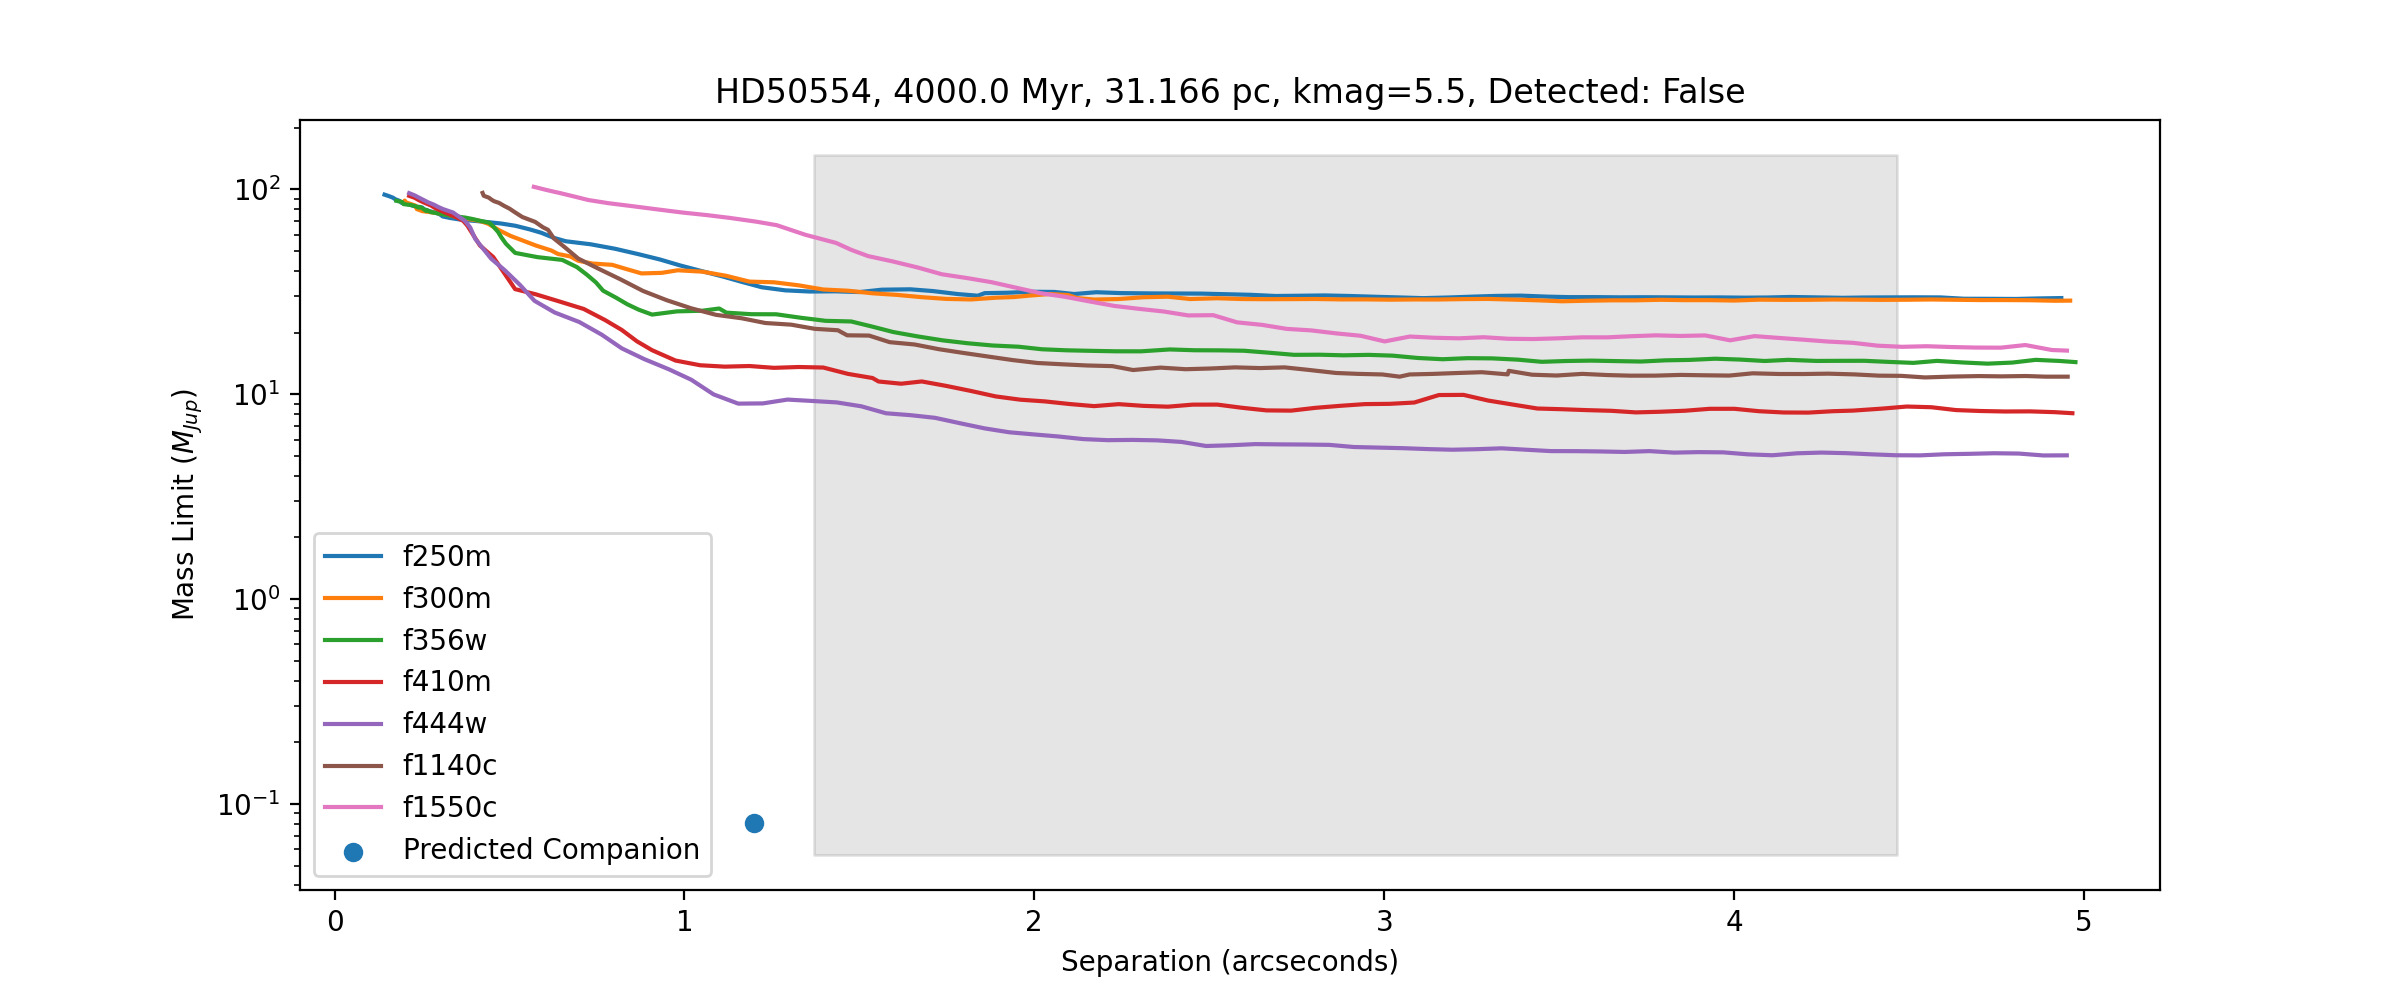 HD50554, 4000.0 Myr, 31.166 pc, kmag=5.5, Detected: False
Mass Limit ($M_{Jup}$)
10²
10¹
10⁰
10⁻¹
f250m
f300m
f356w
f410m
f444w
f1140c
f1550c
Predicted Companion
0 1 2 3 4 5
Separation (arcseconds)